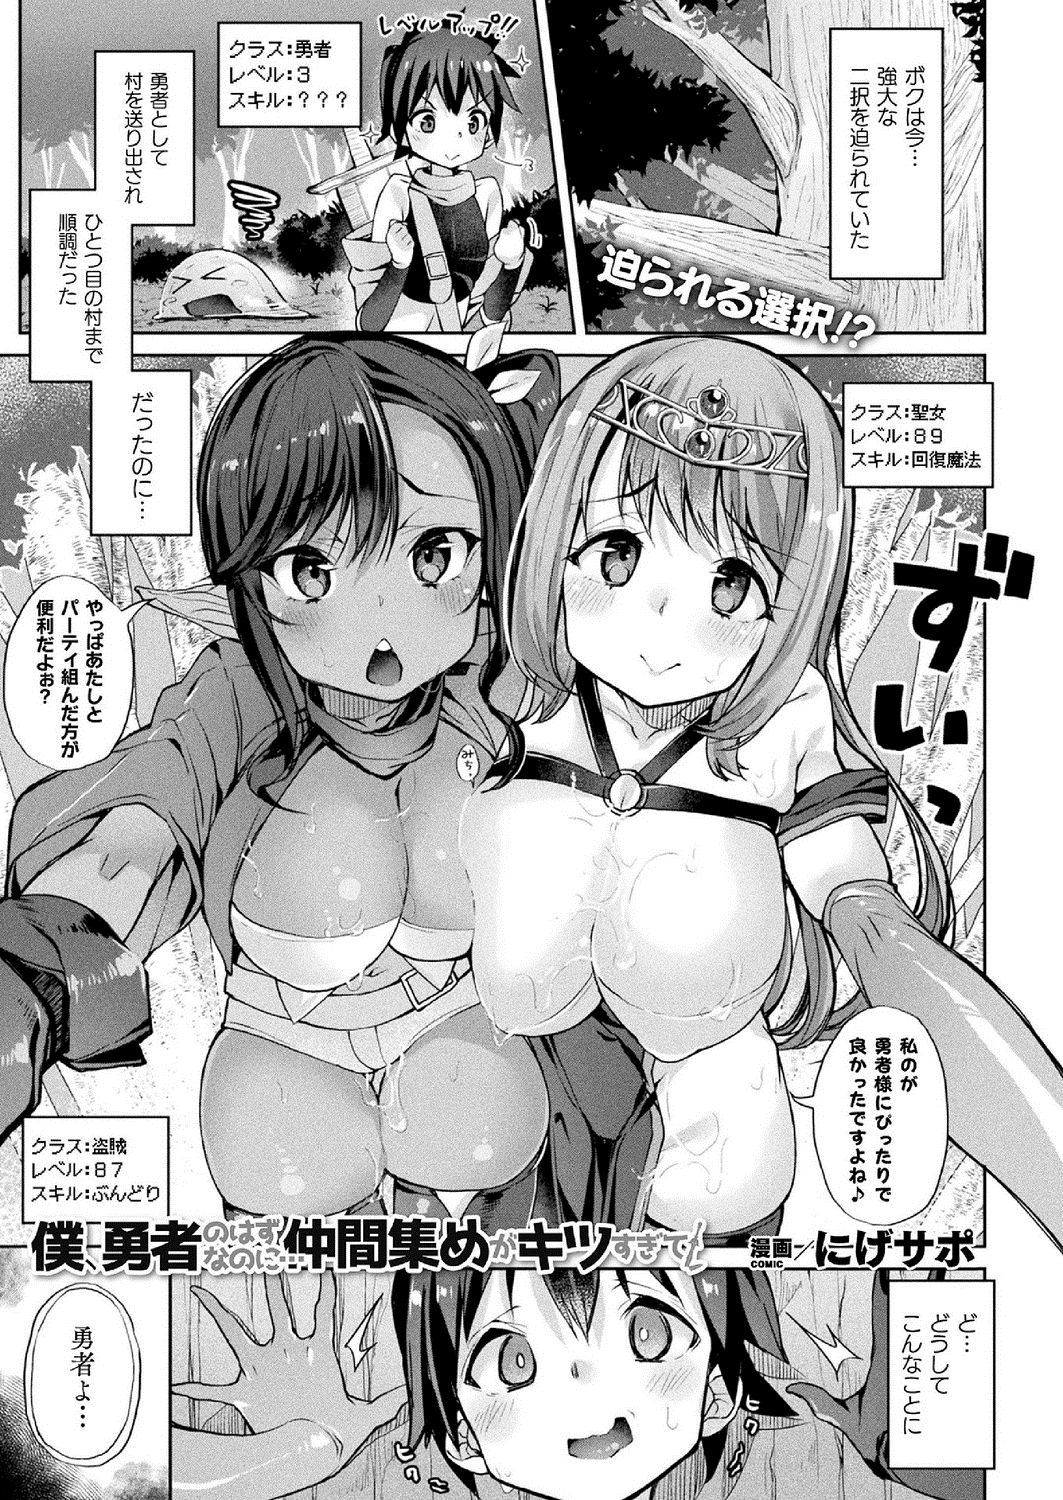 ボクは今…
強大な
二択を迫られていた
迫られる選択!?
レベルアップ!!
クラス:勇者
レベル:3
スキル:???
勇者として
村を送り出され
ひとつ目の村まで
順調だった
だったのに…
クラス:聖女
レベル:89
スキル:回復魔法
ずいっ
やっぱあたしと
パーティ組んだ方が
便利だよぉ?
みち♡
私のが
勇者様にぴったりで
良かったですよね♪
クラス:盗賊
レベル:87
スキル:ぶんどり
僕、勇者のはずなのに…仲間集めがキツすぎて
漫画/にげサポ
COMIC
ど…
どうして
こんなことに
ヒク
ヒク
勇者よ…